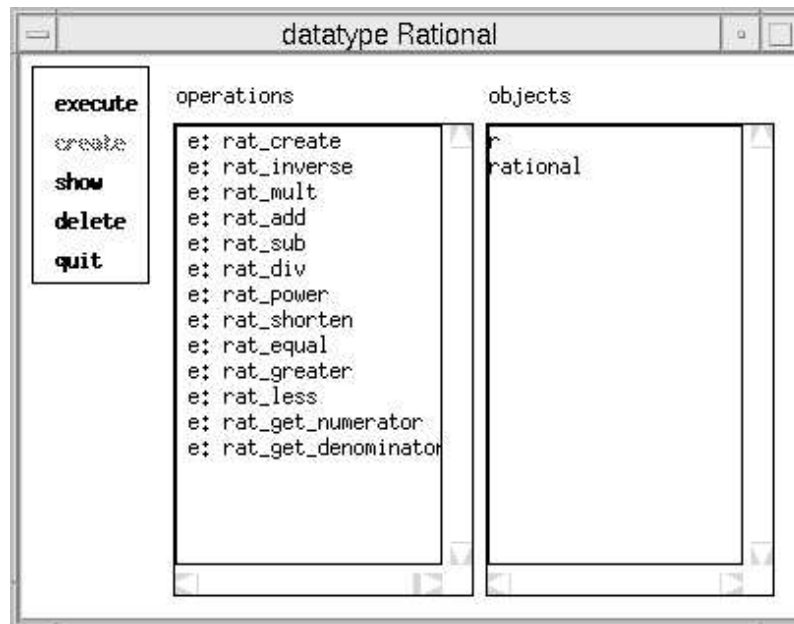 datatype Rational
execute
create
show
delete
quit
operations
e: rat_create
e: rat_inverse
e: rat_mult
e: rat_add
e: rat_sub
e: rat_div
e: rat_power
e: rat_shorten
e: rat_equal
e: rat_greater
e: rat_less
e: rat_get_numerator
e: rat_get_denominator
objects
r
rational